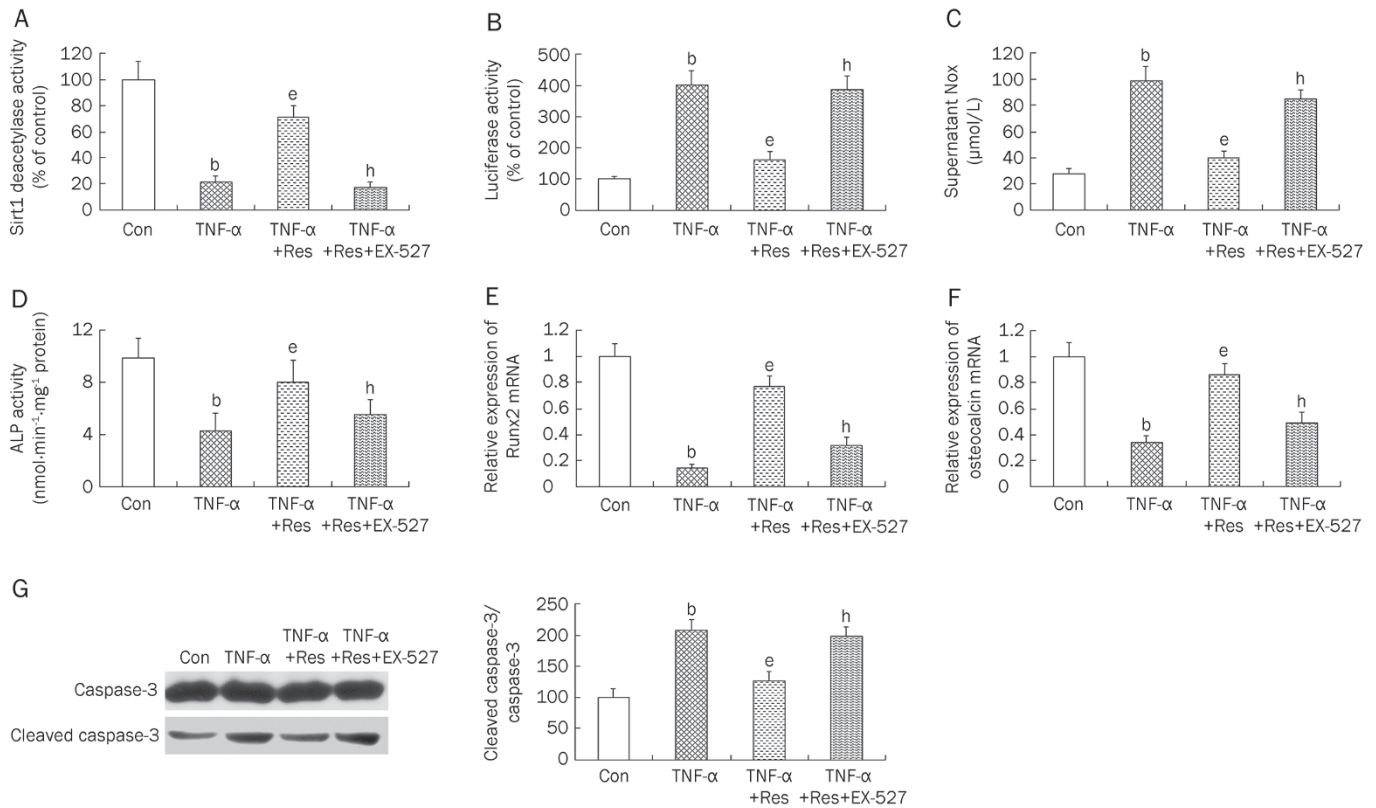 A
Sirt1 deacetylase activity
(% of control)
120
100
80
60
40
20
0
b
e
h
Con
TNF-α
TNF-α
+Res
TNF-α
+Res+EX-527
B
Luciferase activity
(% of control)
500
400
300
200
100
0
b
e
h
Con
TNF-α
TNF-α
+Res
TNF-α
+Res+EX-527
C
Supernatant Nox
(μmol/L)
120
100
80
60
40
20
0
b
e
h
Con
TNF-α
TNF-α
+Res
TNF-α
+Res+EX-527
D
ALP activity
(nmol·min⁻¹·mg⁻¹ protein)
12
8
4
0
b
e
h
Con
TNF-α
TNF-α
+Res
TNF-α
+Res+EX-527
E
Relative expression of
Runx2 mRNA
1.2
1
0.8
0.6
0.4
0.2
0
b
e
h
Con
TNF-α
TNF-α
+Res
TNF-α
+Res+EX-527
F
Relative expression of
osteocalcin mRNA
1.2
1
0.8
0.6
0.4
0.2
0
b
e
h
Con
TNF-α
TNF-α
+Res
TNF-α
+Res+EX-527
G
Con
TNF-α
TNF-α
+Res
TNF-α
+Res+EX-527
Caspase-3
Cleaved caspase-3
Cleaved caspase-3/
caspase-3
250
200
150
100
50
0
b
e
h
Con
TNF-α
TNF-α
+Res
TNF-α
+Res+EX-527